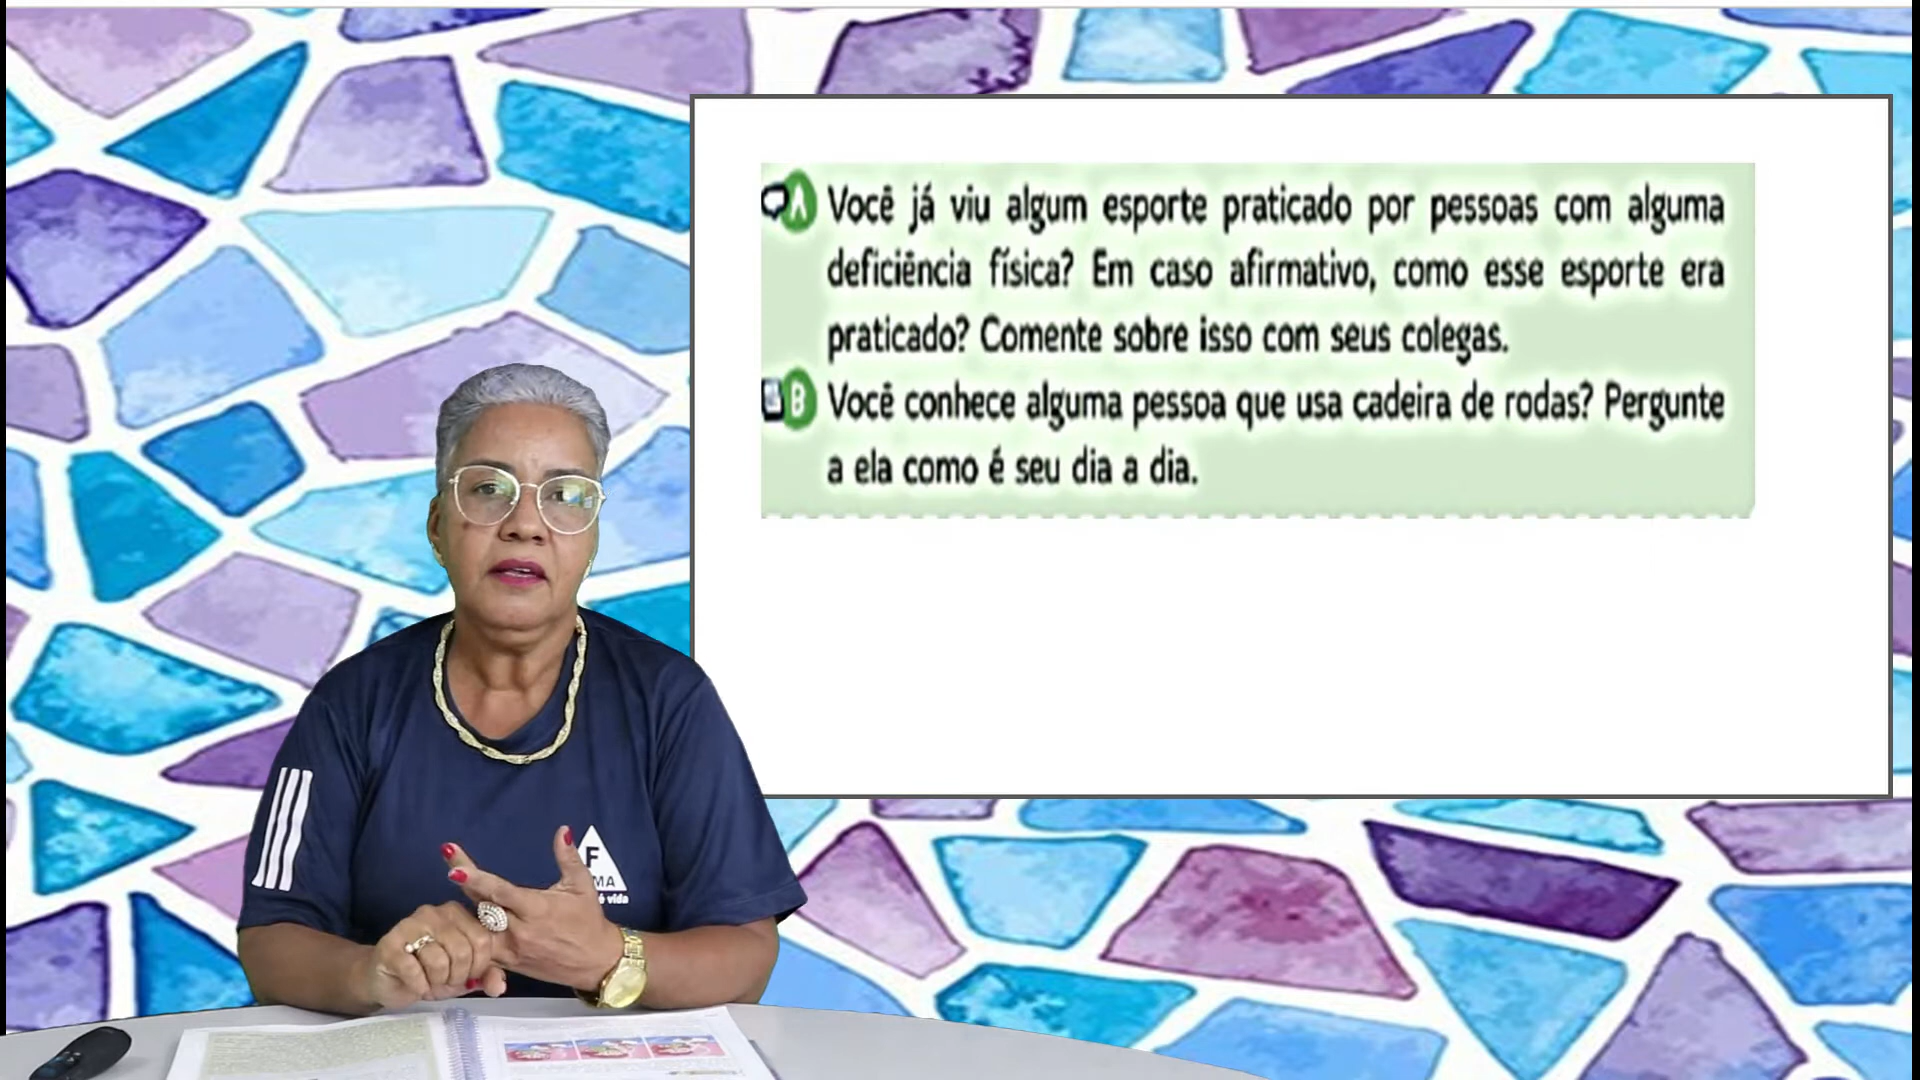 A Você já viu algum esporte praticado por pessoas com alguma
deficiência física? Em caso afirmativo, como esse esporte era
praticado? Comente sobre isso com seus colegas.
B Você conhece alguma pessoa que usa cadeira de rodas? Pergunte
a ela como é seu dia a dia.
F
MA
é vida